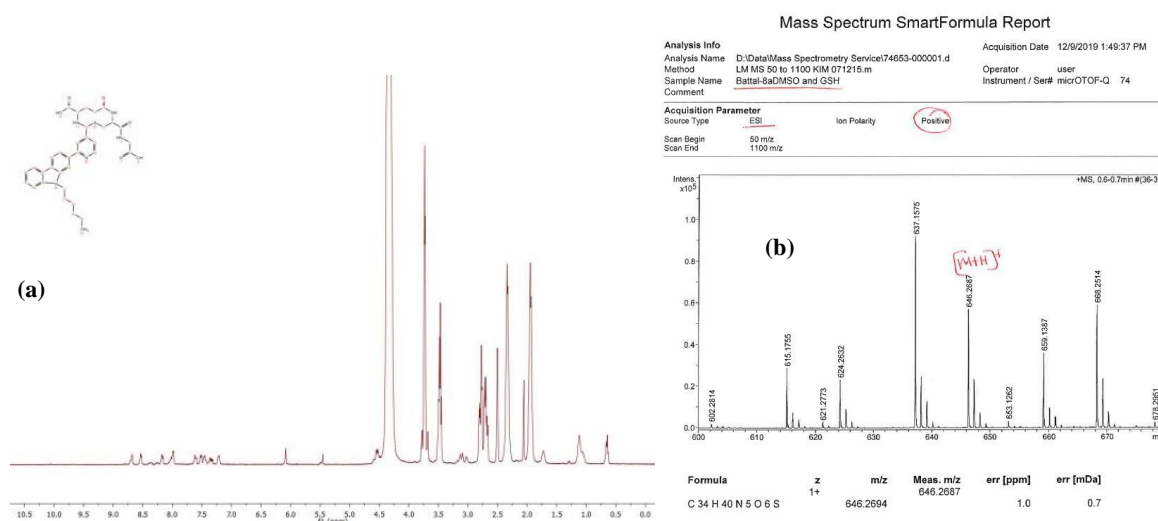 Mass Spectrum SmartFormula Report
Analysis Info
Acquisition Date 12/9/2019 1:49:37 PM
Analysis Name D:\Data\Mass Spectrometry Service\74653-000001.d
Method LM MS 50 to 1100 KIM 071215.m
Operator user
Sample Name Battal-8aDMSO and GSH
Instrument / Ser# micrOTOF-Q 74
Comment
Acquisition Parameter
Source Type ESI Ion Polarity Positive
Scan Begin 50 m/z
Scan End 1100 m/z
Intens.
x10⁵
+MS, 0.6-0.7min #(36-3
1.0
0.8
0.6
0.4
0.2
0.0
602.2814
615.1755
621.2773
624.2632
637.1575
[M+H]⁺
646.2687
653.1262
659.1387
668.2514
678.2951
600 610 620 630 640 650 660 670
(a)
(b)
10.5 10.0 9.5 9.0 8.5 8.0 7.5 7.0 6.5 6.0 5.5 5.0 4.5 4.0 3.5 3.0 2.5 2.0 1.5 1.0 0.5 0.0
Formula z m/z Meas. m/z err [ppm] err [mDa]
1+ 646.2687
C 34 H 40 N 5 O 6 S 646.2694 1.0 0.7